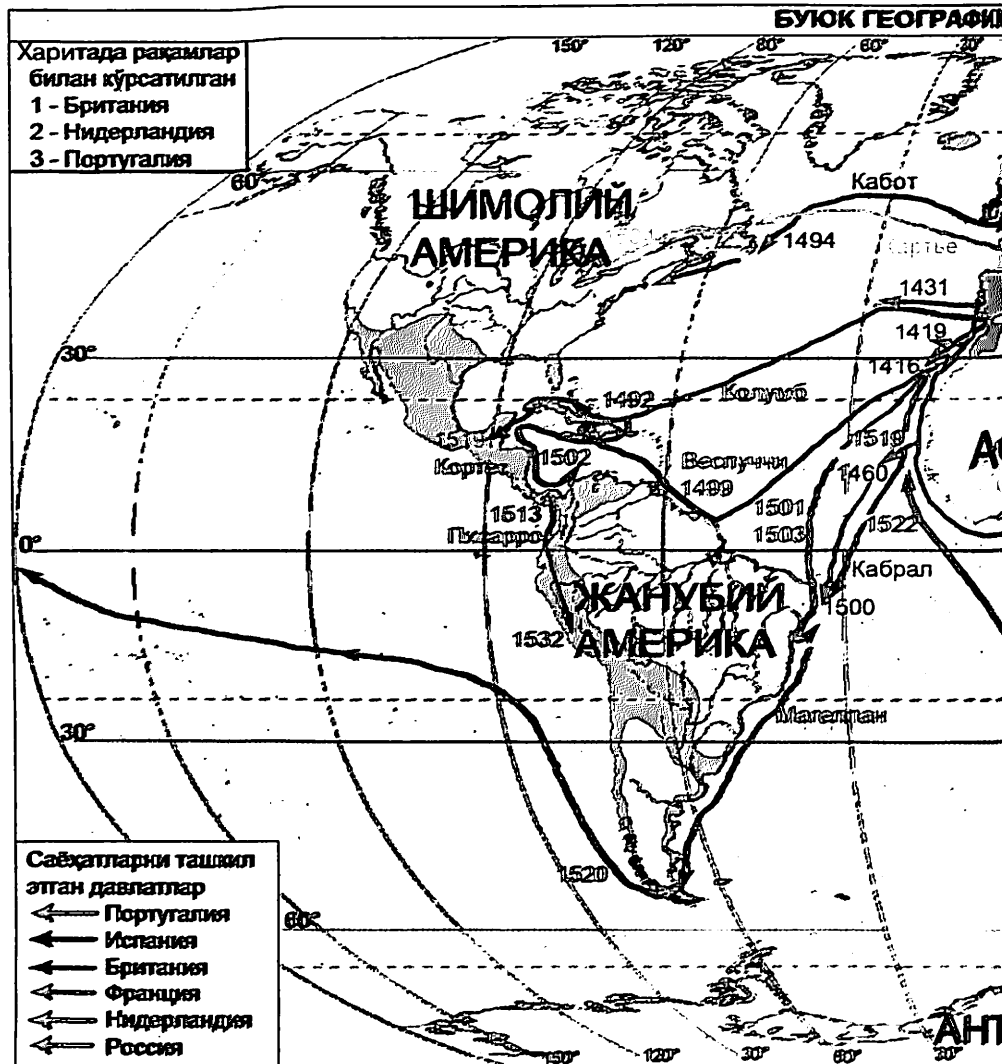 БУЮК ГЕОГРАФИ
Харитада рақамлар
билан кўрсатилган
1 - Британия
2 - Нидерландия
3 - Португалия
150° 120° 80° 60° 30°
60°
ШИМОЛИЙ
АМЕРИКА
Кабот
1494
Картье
1431
1419
1416
30°
1492
Колумб
1519
Кортес
1502
Веспуччи
1499
1519
1460
1501
1503
1522
1513
Писарро
0°
Кабрал
1500
ЖАНУБИЙ
АМЕРИКА
1532
Магеллан
30°
1520
Саёҳатларни ташкил
этган давлатлар
Португалия
Испания
Британия
Франция
Нидерландия
Россия
60°
АНТ
150° 120° 30° 60° 30°